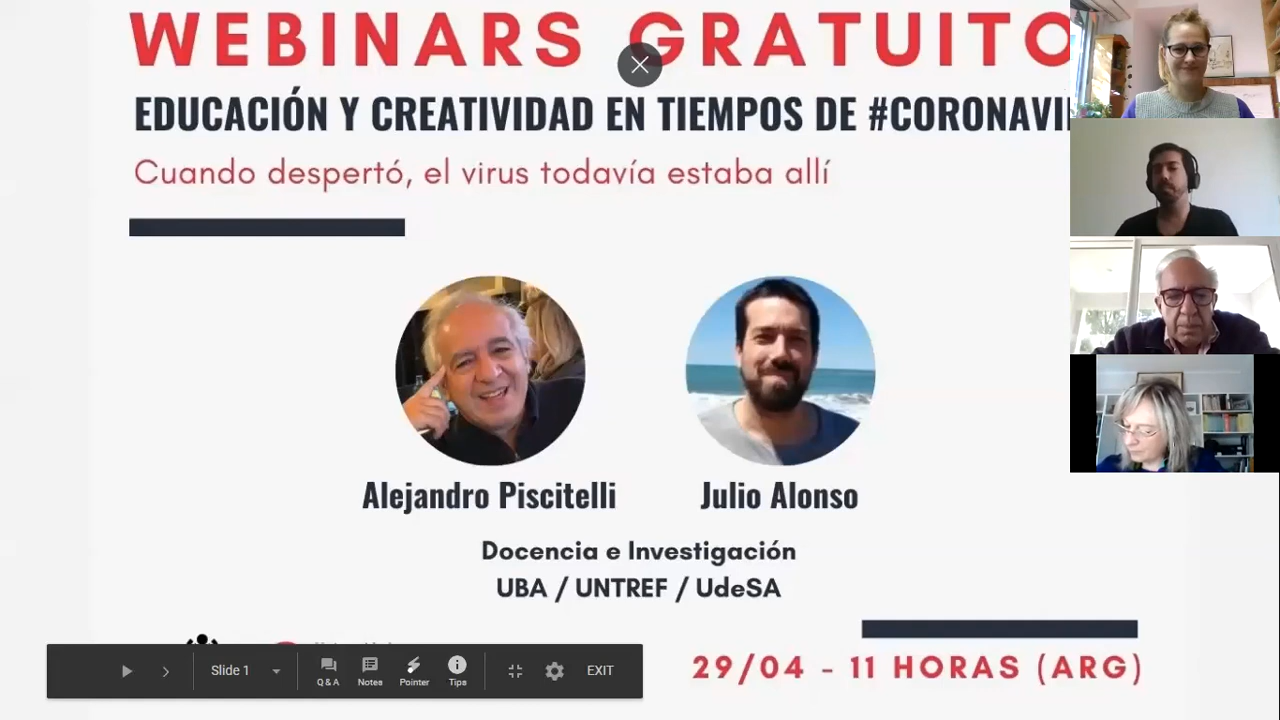 WEBINARS GRATUITO
EDUCACIÓN Y CREATIVIDAD EN TIEMPOS DE #CORONAVI
Cuando despertó, el virus todavía estaba allí
Alejandro Piscitelli
Julio Alonso
Docencia e Investigación
UBA / UNTREF / UdeSA
29/04 - 11 HORAS (ARG)
Slide 1
Q & A
Notes
Pointer
Tips
EXIT